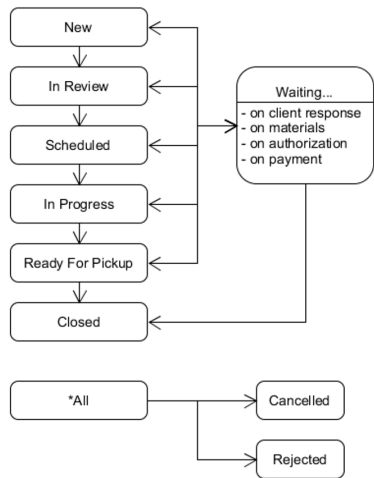 New
In Review
Scheduled
In Progress
Ready For Pickup
Closed
Waiting...
- on client response
- on materials
- on authorization
- on payment
*All
Cancelled
Rejected